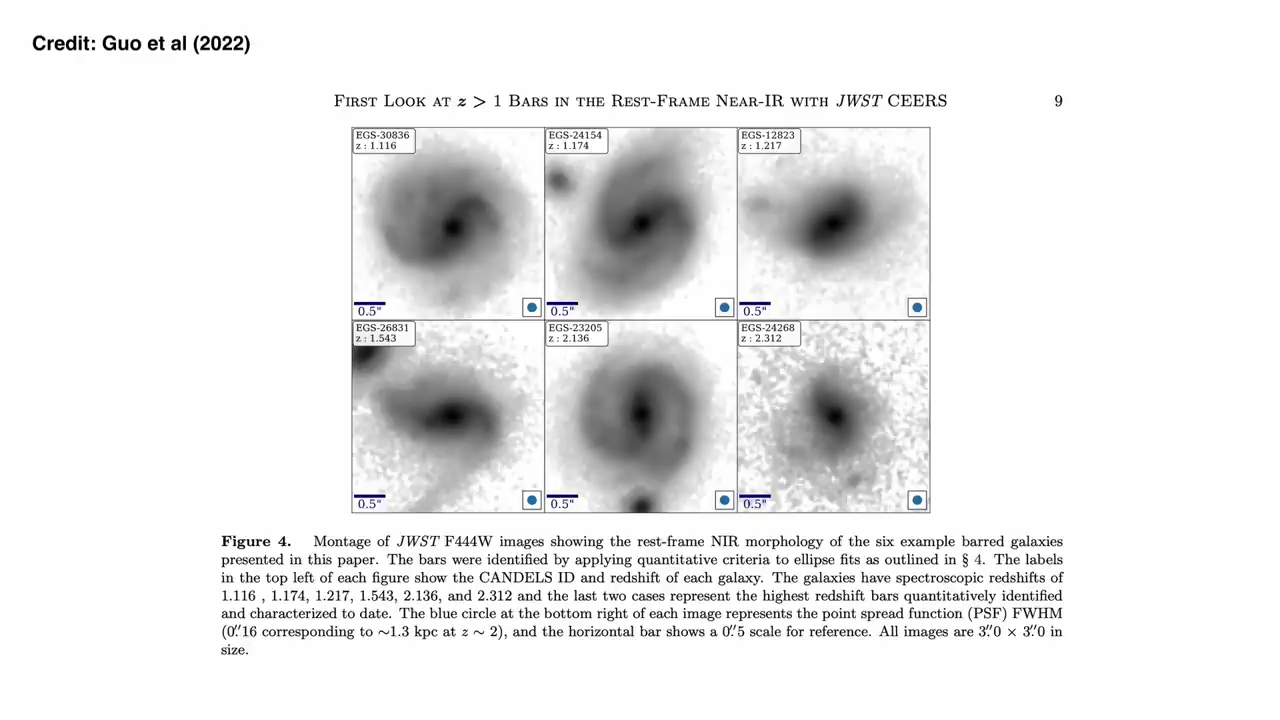 Credit: Guo et al (2022)
First Look at z > 1 Bars in the Rest-Frame Near-IR with JWST CEERS 9
EGS-30836
z : 1.116
0.5"
EGS-24154
z : 1.174
0.5"
EGS-12823
z : 1.217
0.5"
EGS-26831
z : 1.543
0.5"
EGS-23205
z : 2.136
0.5"
EGS-24268
z : 2.312
0.5"
Figure 4. Montage of JWST F444W images showing the rest-frame NIR morphology of the six example barred galaxies
presented in this paper. The bars were identified by applying quantitative criteria to ellipse fits as outlined in § 4. The labels
in the top left of each figure show the CANDELS ID and redshift of each galaxy. The galaxies have spectroscopic redshifts of
1.116 , 1.174, 1.217, 1.543, 2.136, and 2.312 and the last two cases represent the highest redshift bars quantitatively identified
and characterized to date. The blue circle at the bottom right of each image represents the point spread function (PSF) FWHM
(0.″16 corresponding to ∼1.3 kpc at z ∼ 2), and the horizontal bar shows a 0.″5 scale for reference. All images are 3.″0 × 3.″0 in
size.